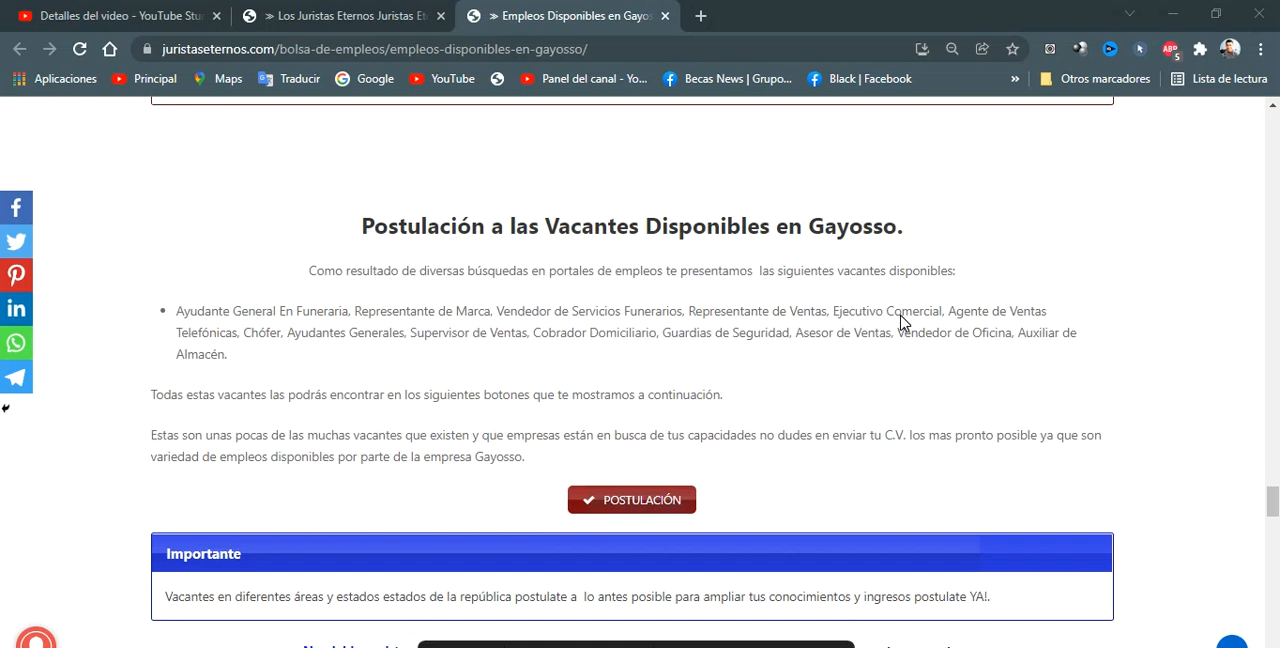 Detalles del video - YouTube Stu
≫ Los Juristas Eternos Juristas Et
≫ Empleos Disponibles en Gayos
juristaseternos.com/bolsa-de-empleos/empleos-disponibles-en-gayosso/
ABP
5
Aplicaciones
Principal
Maps
Traducir
Google
YouTube
Panel del canal - Yo...
Becas News | Grupo...
Black | Facebook
»
Otros marcadores
Lista de lectura
Postulación a las Vacantes Disponibles en Gayosso.
Como resultado de diversas búsquedas en portales de empleos te presentamos las siguientes vacantes disponibles:
• Ayudante General En Funeraria, Representante de Marca, Vendedor de Servicios Funerarios, Representante de Ventas, Ejecutivo Comercial, Agente de Ventas
Telefónicas, Chófer, Ayudantes Generales, Supervisor de Ventas, Cobrador Domiciliario, Guardias de Seguridad, Asesor de Ventas, Vendedor de Oficina, Auxiliar de
Almacén.
Todas estas vacantes las podrás encontrar en los siguientes botones que te mostramos a continuación.
Estas son unas pocas de las muchas vacantes que existen y que empresas están en busca de tus capacidades no dudes en enviar tu C.V. los mas pronto posible ya que son
variedad de empleos disponibles por parte de la empresa Gayosso.
POSTULACIÓN
Importante
Vacantes en diferentes áreas y estados estados de la república postulate a lo antes posible para ampliar tus conocimientos y ingresos postulate YA!.